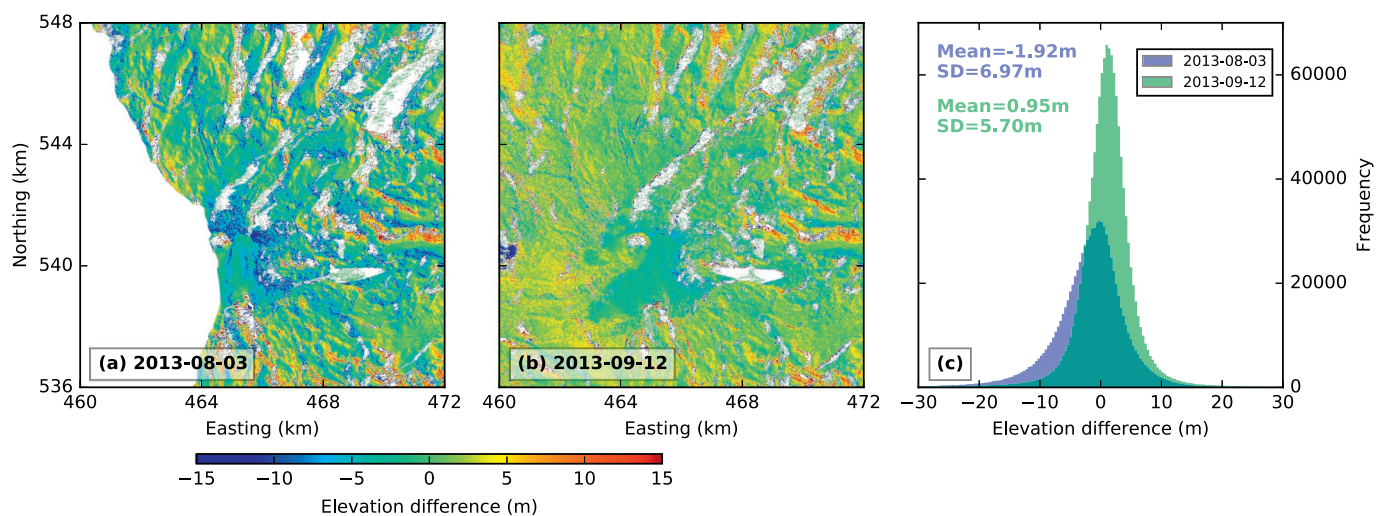 548
544
540
536
Northing (km)
(a) 2013-08-03
460
464
468
472
Easting (km)
(b) 2013-09-12
460
464
468
472
Easting (km)
Mean=-1.92m
SD=6.97m
Mean=0.95m
SD=5.70m
2013-08-03
2013-09-12
(c)
60000
40000
20000
0
Frequency
−30
−20
−10
0
10
20
30
Elevation difference (m)
−15
−10
−5
0
5
10
15
Elevation difference (m)